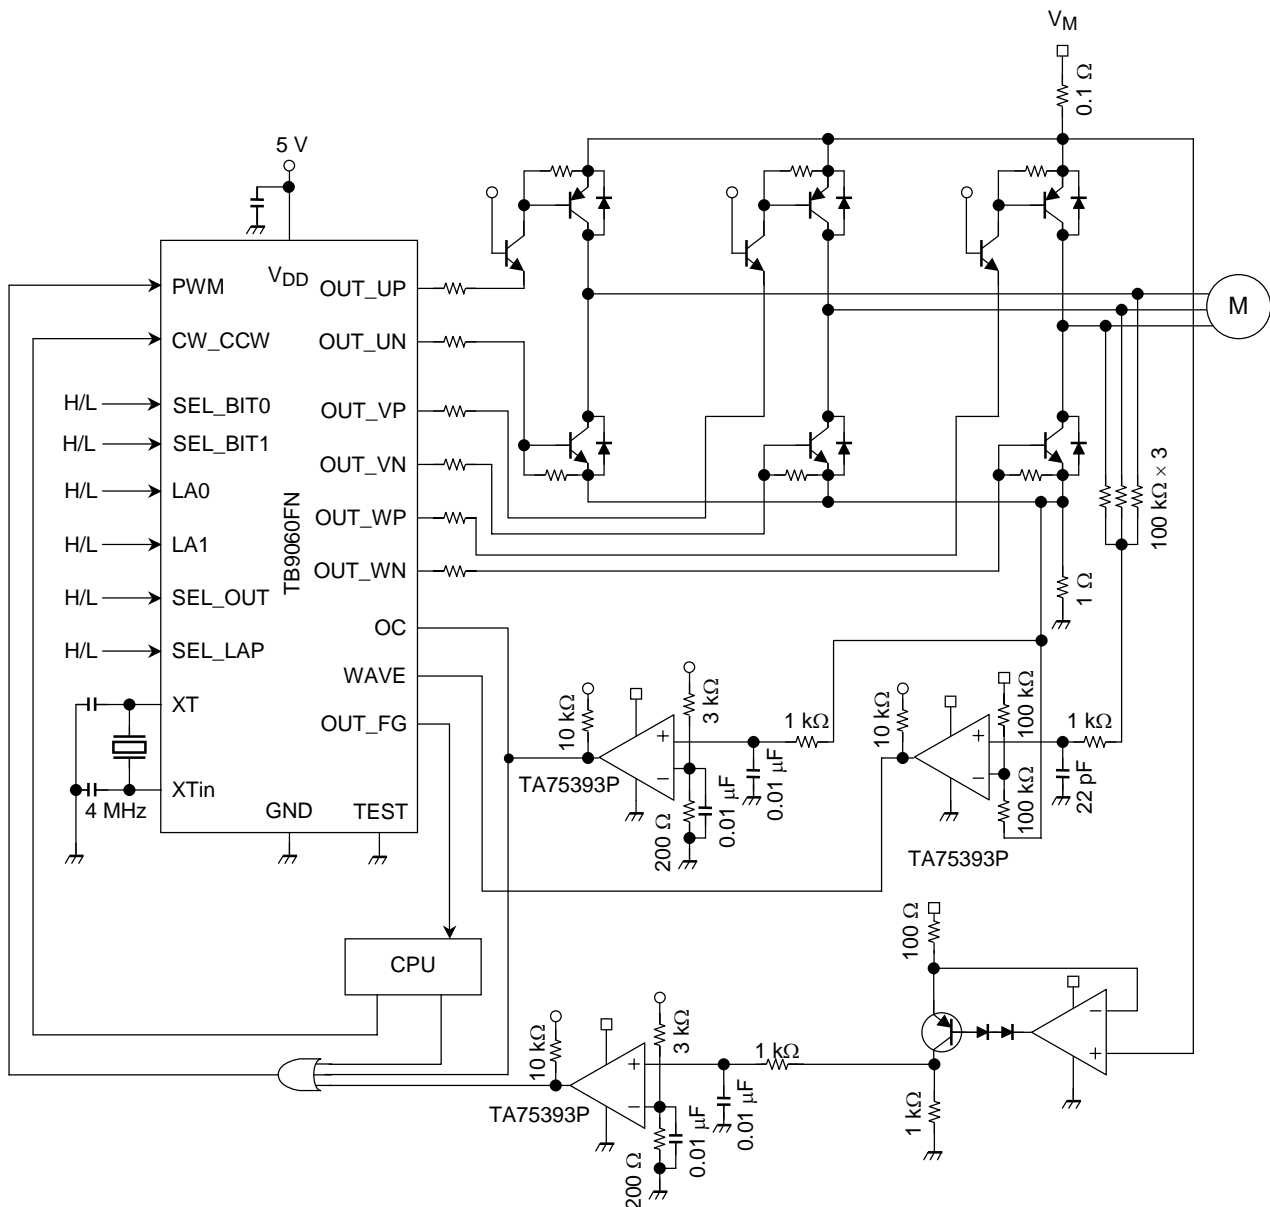 V_M
0.1 Ω
5 V
V_DD
PWM
CW_CCW
H/L
SEL_BIT0
H/L
SEL_BIT1
H/L
LA0
H/L
LA1
H/L
SEL_OUT
H/L
SEL_LAP
XT
XTin
4 MHz
GND
TEST
TB9060FN
OUT_UP
OUT_UN
OUT_VP
OUT_VN
OUT_WP
OUT_WN
OC
WAVE
OUT_FG
M
100 kΩ × 3
1 Ω
10 kΩ
3 kΩ
1 kΩ
TA75393P
200 Ω
0.01 μF
0.01 μF
10 kΩ
100 kΩ
1 kΩ
100 kΩ
22 pF
TA75393P
CPU
100 Ω
10 kΩ
3 kΩ
1 kΩ
TA75393P
200 Ω
0.01 μF
0.01 μF
1 kΩ